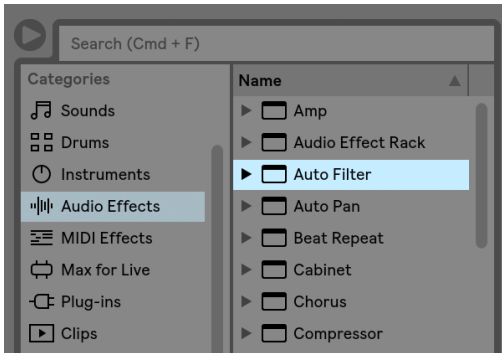 Search (Cmd + F)
Categories
Sounds
Drums
Instruments
Audio Effects
MIDI Effects
Max for Live
Plug-ins
Clips
Name
Amp
Audio Effect Rack
Auto Filter
Auto Pan
Beat Repeat
Cabinet
Chorus
Compressor